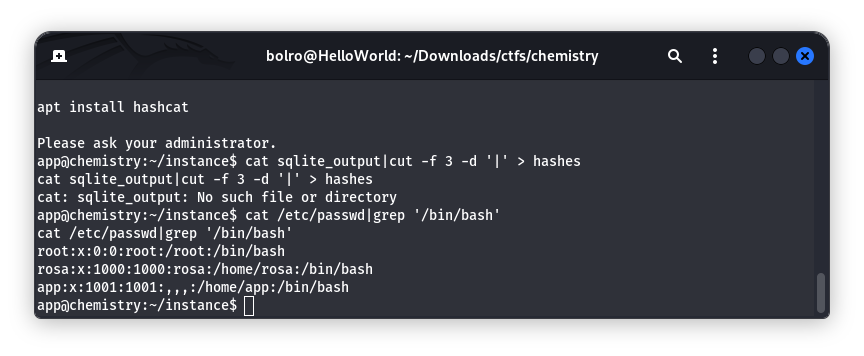 bolro@HelloWorld: ~/Downloads/ctfs/chemistry
apt install hashcat
Please ask your administrator.
app@chemistry:~/instance$ cat sqlite_output|cut -f 3 -d '|' > hashes
cat sqlite_output|cut -f 3 -d '|' > hashes
cat: sqlite_output: No such file or directory
app@chemistry:~/instance$ cat /etc/passwd|grep '/bin/bash'
cat /etc/passwd|grep '/bin/bash'
root:x:0:0:root:/root:/bin/bash
rosa:x:1000:1000:rosa:/home/rosa:/bin/bash
app:x:1001:1001:,,,:/home/app:/bin/bash
app@chemistry:~/instance$